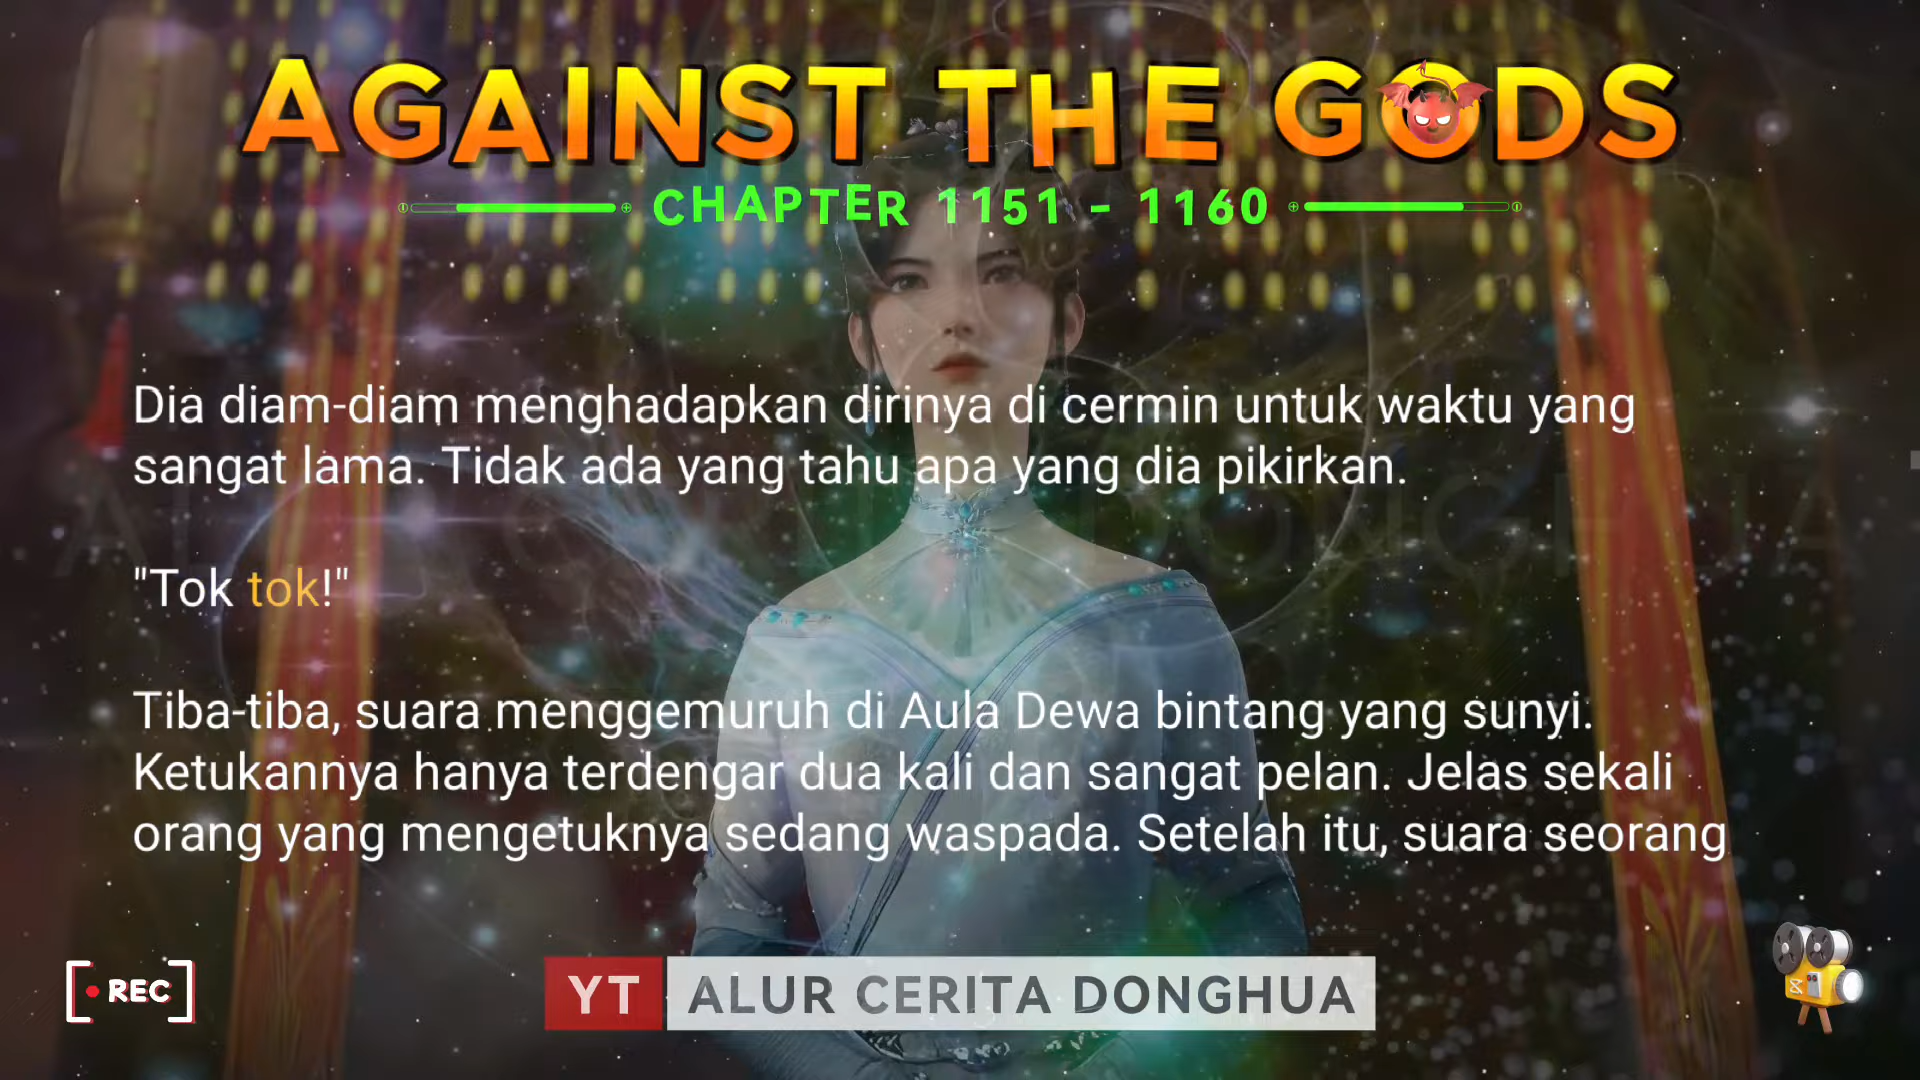 AGAINST THE GODS
CHAPTER 1151 - 1160
Dia diam-diam menghadapkan dirinya di cermin untuk waktu yang
sangat lama. Tidak ada yang tahu apa yang dia pikirkan.
"Tok tok!"
Tiba-tiba, suara menggemuruh di Aula Dewa bintang yang sunyi.
Ketukannya hanya terdengar dua kali dan sangat pelan. Jelas sekali
orang yang mengetuknya sedang waspada. Setelah itu, suara seorang
REC
YT ALUR CERITA DONGHUA